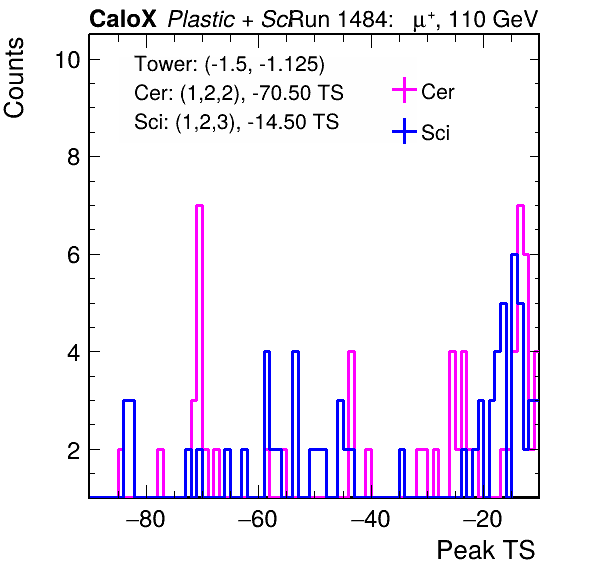 CaloX Plastic + Sci Run 1484: μ+, 110 GeV
Tower: (-1.5, -1.125)
Cer: (1,2,2), -70.50 TS
Sci: (1,2,3), -14.50 TS
Cer
Sci
Counts
10
8
6
4
2
−80 −60 −40 −20
Peak TS